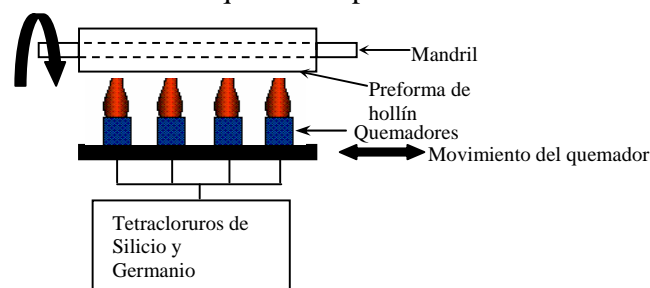 Mandril
Preforma de
hollín
Quemadores
Movimiento del quemador
Tetracloruros de
Silicio y
Germanio